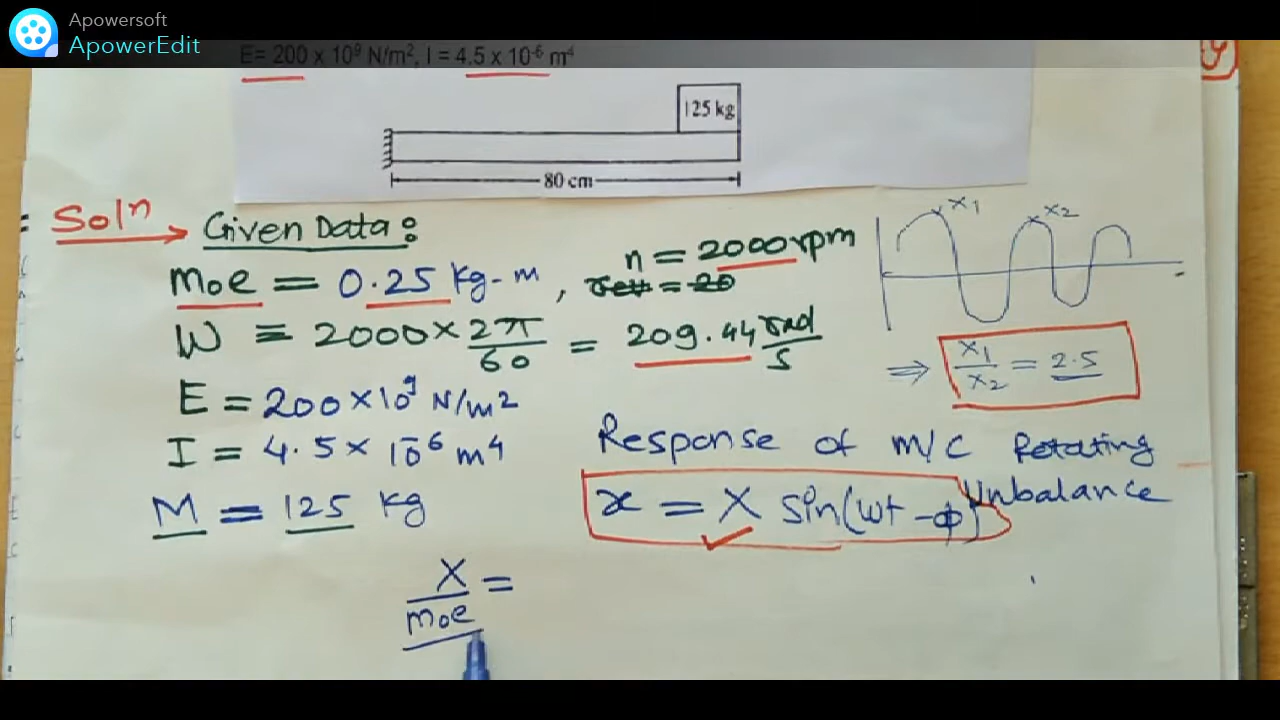 Apowersoft
ApowerEdit
E= 200 x 10⁹ N/m², I = 4.5 x 10⁻⁶ m⁴
125 kg
80 cm
Solⁿ → Given Data :
m₀e = 0.25 kg-m , n = 2000 rpm
ω = 2000 × 2π/60 = 209.44 rad/s
E = 200 × 10⁹ N/m²
I = 4.5 × 10⁻⁶ m⁴
M = 125 kg
x₁ x₂
⇒ x₁/x₂ = 2.5
Response of m/c Rotating
Unbalance
x = X sin(ωt - φ)
X/m₀e =